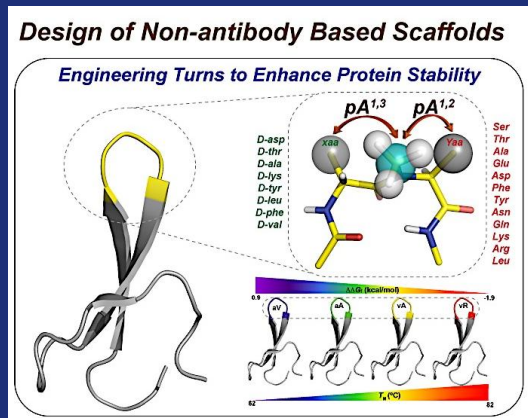 Design of Non-antibody Based Scaffolds
Engineering Turns to Enhance Protein Stability
pA1,3 pA1,2
xaa Yaa
D-asp
D-thr
D-ala
D-lys
D-tyr
D-leu
D-phe
D-val
Ser
Thr
Ala
Glu
Asp
Phe
Tyr
Asn
Gln
Lys
Arg
Leu
ΔΔGf (kcal/mol)
0.9 -1.9
aV aA vA vR
TM (°C)
62 82